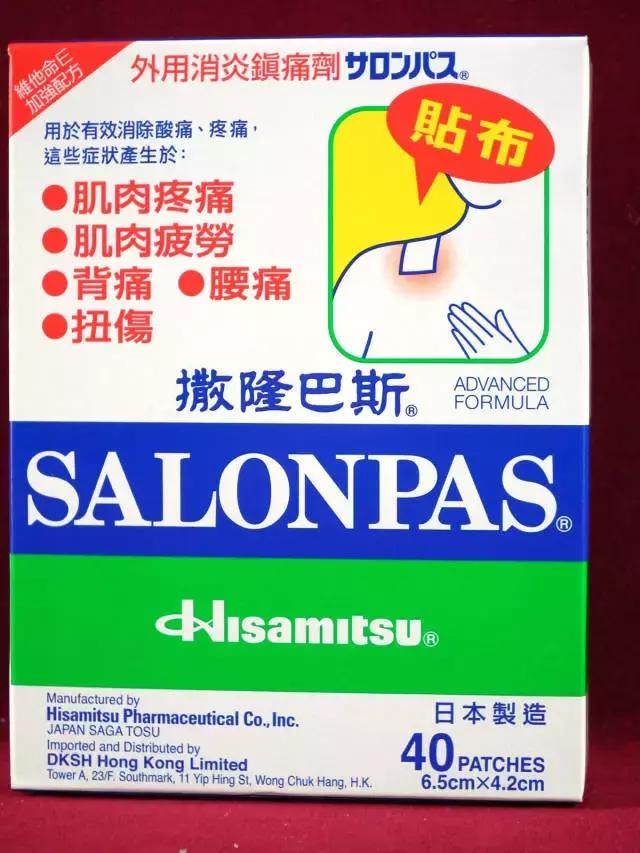 維他命E
加強配方
外用消炎鎮痛劑 サロンパス®
用於有效消除酸痛、疼痛，
這些症狀產生於：
●肌肉疼痛
●肌肉疲勞
●背痛 ●腰痛
●扭傷
貼布
撒隆巴斯®
ADVANCED
FORMULA
SALONPAS®
Hisamitsu®
Manufactured by
Hisamitsu Pharmaceutical Co., Inc.
JAPAN SAGA TOSU
Imported and Distributed by
DKSH Hong Kong Limited
Tower A, 23/F. Southmark, 11 Yip Hing St, Wong Chuk Hang, H.K.
日本製造
40 PATCHES
6.5cm×4.2cm